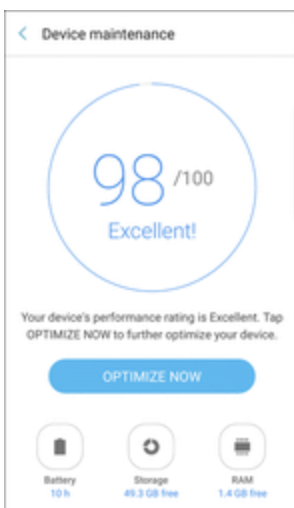 Device maintenance
98 /100
Excellent!
Your device's performance rating is Excellent. Tap
OPTIMIZE NOW to further optimize your device.
OPTIMIZE NOW
Battery Storage RAM
10 h 49.3 GB free 1.4 GB free